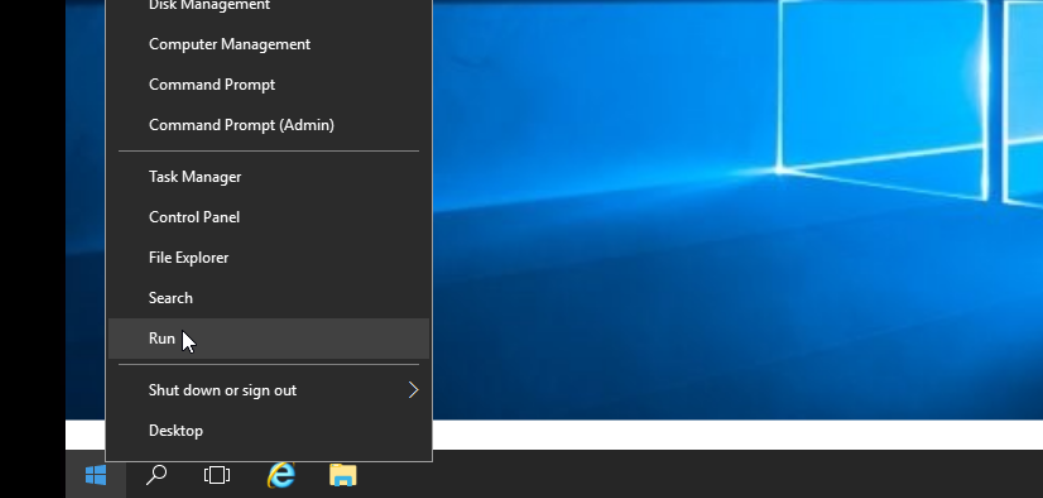 Disk Management
Computer Management
Command Prompt
Command Prompt (Admin)
Task Manager
Control Panel
File Explorer
Search
Run
Shut down or sign out
Desktop